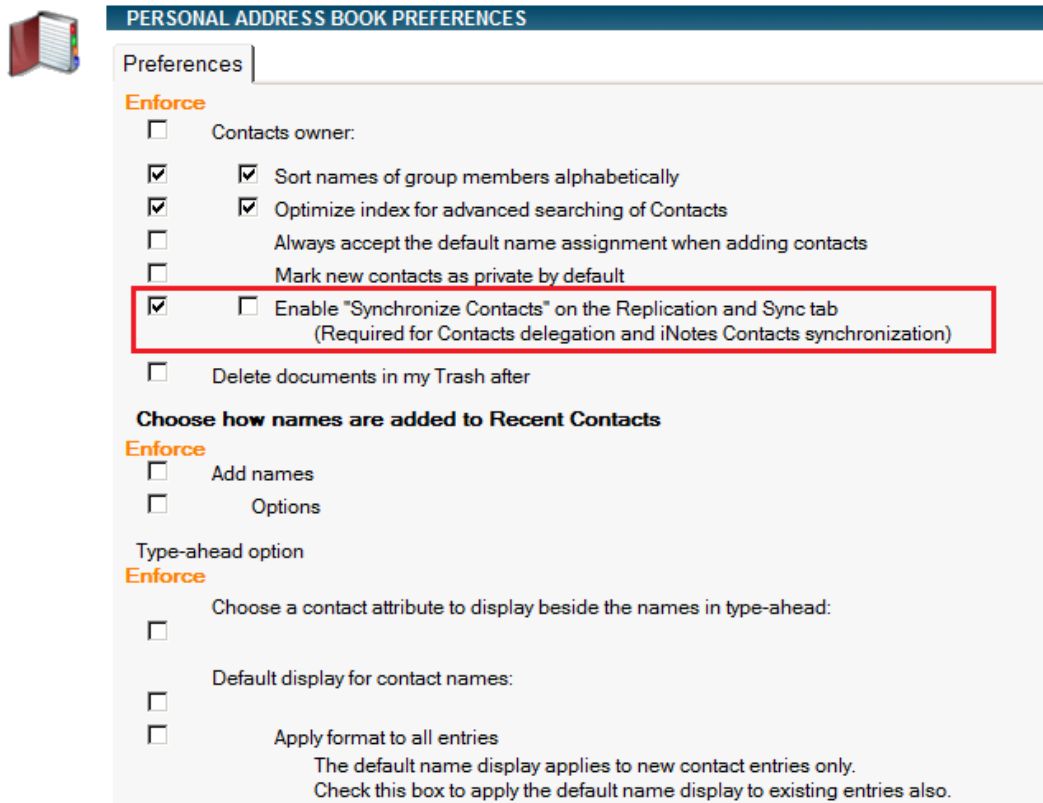 PERSONAL ADDRESS BOOK PREFERENCES
Preferences
Enforce
Contacts owner:
Sort names of group members alphabetically
Optimize index for advanced searching of Contacts
Always accept the default name assignment when adding contacts
Mark new contacts as private by default
Enable "Synchronize Contacts" on the Replication and Sync tab
(Required for Contacts delegation and iNotes Contacts synchronization)
Delete documents in my Trash after
Choose how names are added to Recent Contacts
Enforce
Add names
Options
Type-ahead option
Enforce
Choose a contact attribute to display beside the names in type-ahead:
Default display for contact names:
Apply format to all entries
The default name display applies to new contact entries only.
Check this box to apply the default name display to existing entries also.